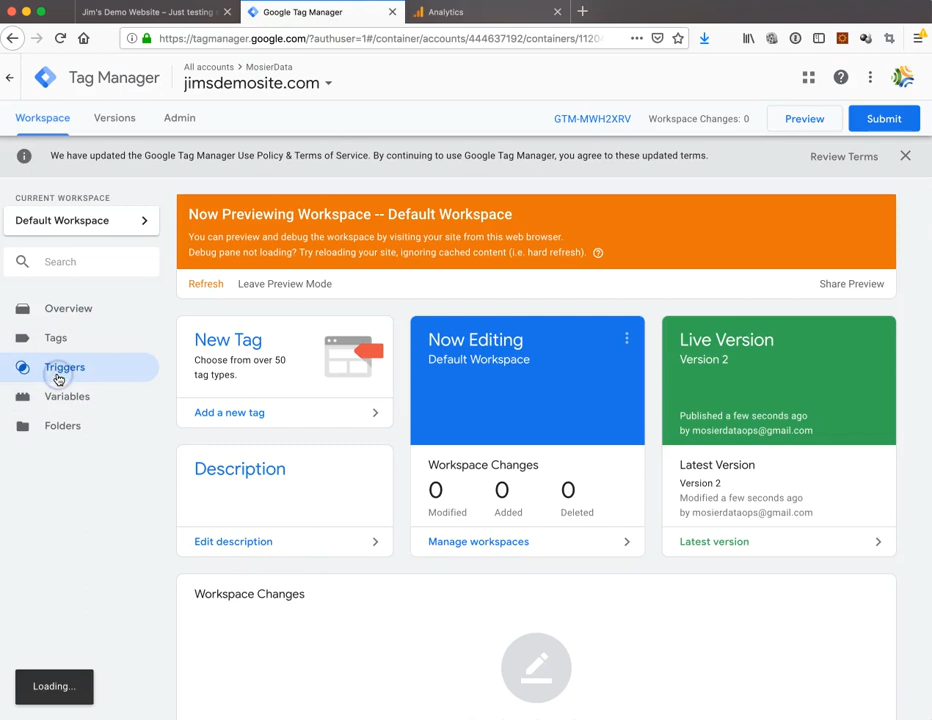 Jim's Demo Website – Just testing
Google Tag Manager
Analytics
https://tagmanager.google.com/?authuser=1#/container/accounts/444637192/containers/1120
Tag Manager
All accounts > MosierData
jimsdemosite.com
Workspace
Versions
Admin
GTM-MWH2XRV
Workspace Changes: 0
Preview
Submit
We have updated the Google Tag Manager Use Policy & Terms of Service. By continuing to use Google Tag Manager, you agree to these updated terms.
Review Terms
CURRENT WORKSPACE
Default Workspace
Search
Overview
Tags
Triggers
Variables
Folders
Loading...
Now Previewing Workspace -- Default Workspace
You can preview and debug the workspace by visiting your site from this web browser.
Debug pane not loading? Try reloading your site, ignoring cached content (i.e. hard refresh).
Refresh
Leave Preview Mode
Share Preview
New Tag
Choose from over 50
tag types.
Add a new tag
Description
Edit description
Now Editing
Default Workspace
Workspace Changes
0 0 0
Modified Added Deleted
Manage workspaces
Live Version
Version 2
Published a few seconds ago
by mosierdataops@gmail.com
Latest Version
Version 2
Modified a few seconds ago
by mosierdataops@gmail.com
Latest version
Workspace Changes